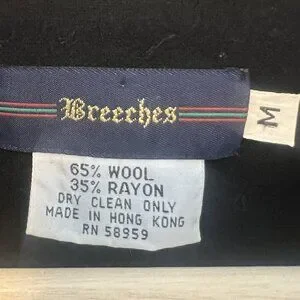 Breeches
M
65% WOOL
35% RAYON
DRY CLEAN ONLY
MADE IN HONG KONG
RN 58959